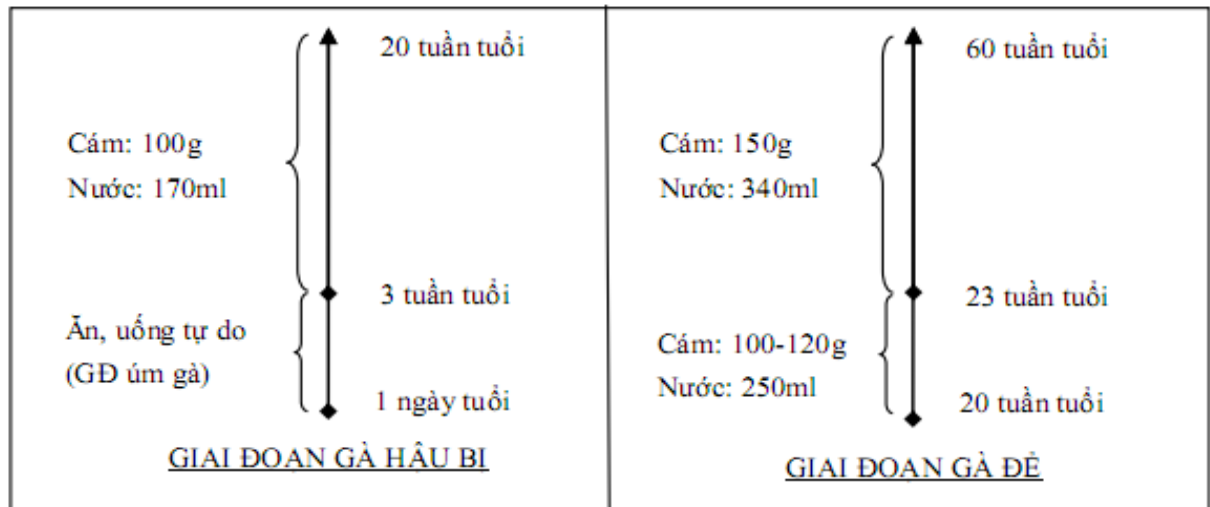 20 tuần tuổi
Cám: 100g
Nước: 170ml
3 tuần tuổi
Ăn, uống tự do
(GĐ úm gà)
1 ngày tuổi
GIAI ĐOẠN GÀ HẬU BỊ
60 tuần tuổi
Cám: 150g
Nước: 340ml
23 tuần tuổi
Cám: 100-120g
Nước: 250ml
20 tuần tuổi
GIAI ĐOẠN GÀ ĐẺ